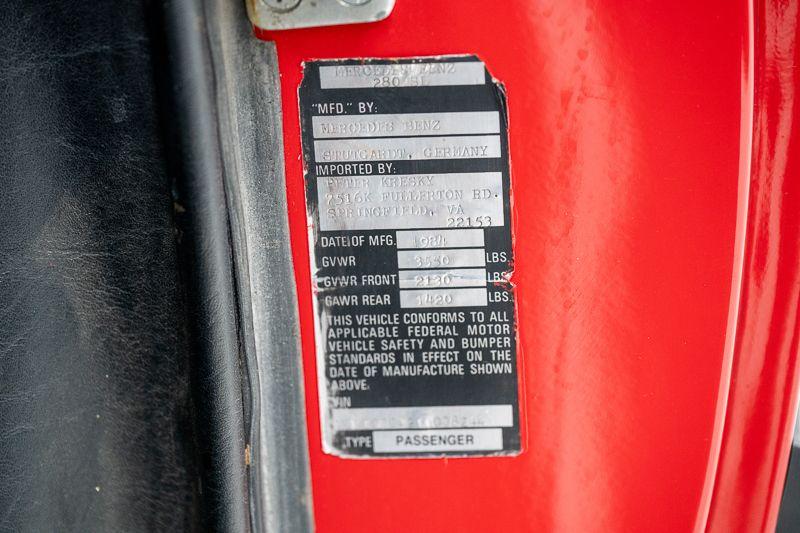 MERCEDES BENZ
280 SL
"MFD." BY:
MERCEDES BENZ
STUTGARDT, GERMANY
IMPORTED BY:
PETER KRESKY
7516K FULLERTON RD.
SPRINGFIELD, VA
22153
DATE OF MFG. 1984
GVWR 3550 LBS.
GVWR FRONT 2130 LBS.
GAWR REAR 1420 LBS.
THIS VEHICLE CONFORMS TO ALL
APPLICABLE FEDERAL MOTOR
VEHICLE SAFETY AND BUMPER
STANDARDS IN EFFECT ON THE
DATE OF MANUFACTURE SHOWN
ABOVE.
VIN
TYPE PASSENGER